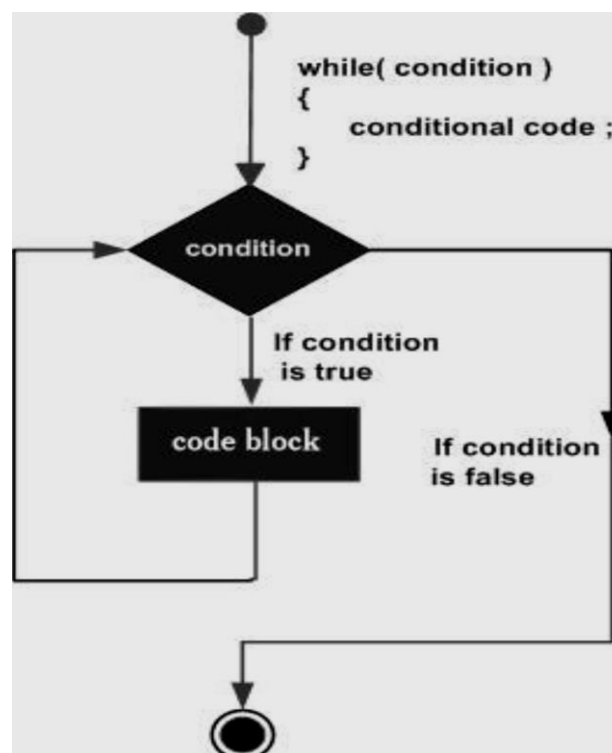 while( condition )
{
conditional code ;
}
condition
If condition
is true
code block
If condition
is false